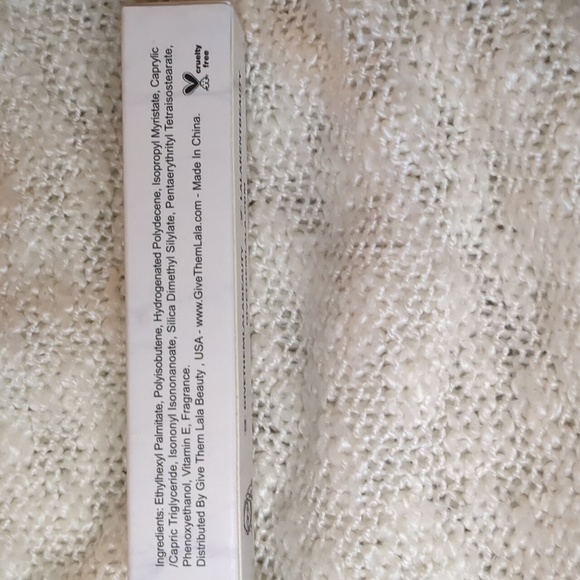 Ingredients: Ethylhexyl Palmitate, Polyisobutene, Hydrogenated Polydecene, Isopropyl Myristate, Caprylic
/Capric Triglyceride, Isononyl Isononanoate, Silica Dimethyl Silylate, Pentaerythrityl Tetraisostearate,
Phenoxyethanol, Vitamin E, Fragrance.
Distributed By Give Them Lala Beauty , USA - www.GiveThemLala.com - Made In China.
cruelty
free
GIVETHEMLALABEAUTY